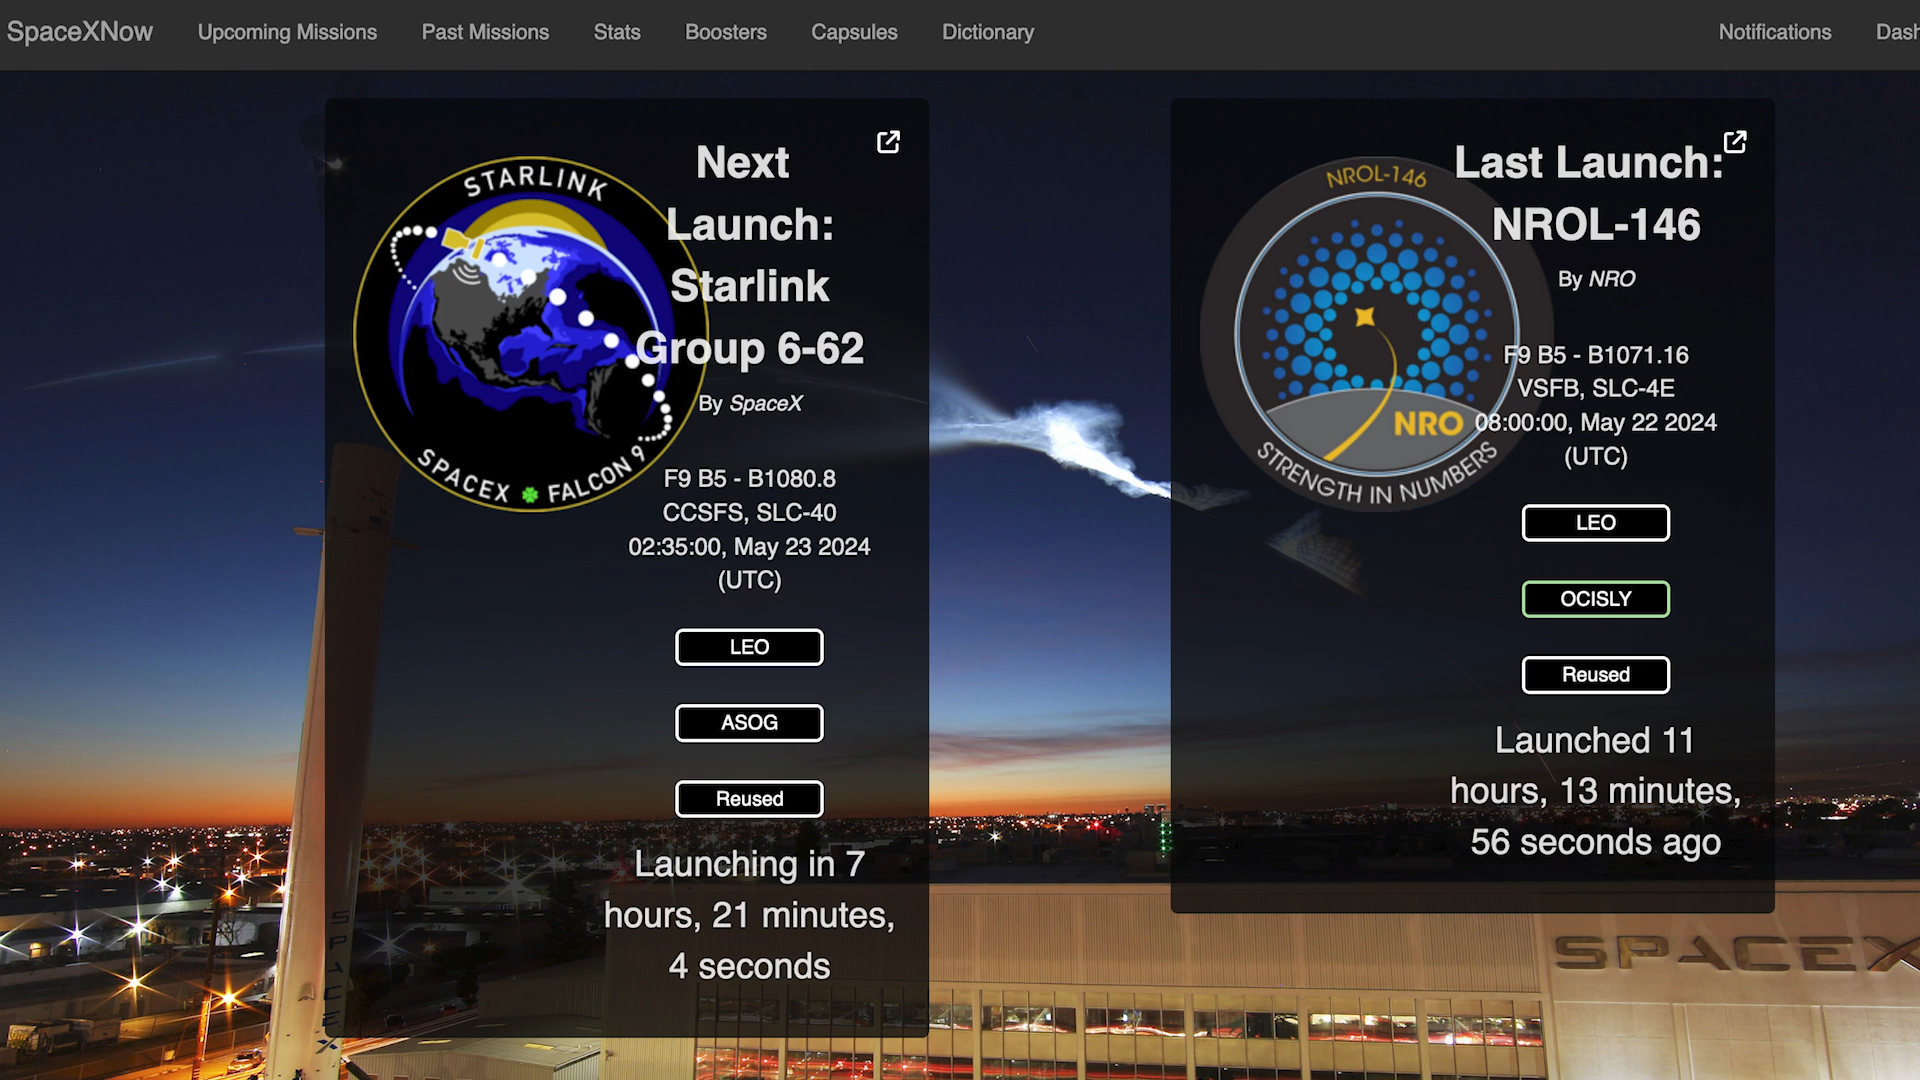 SpaceXNow
Upcoming Missions
Past Missions
Stats
Boosters
Capsules
Dictionary
Notifications
Dash
STARLINK
SPACEX FALCON 9
Next
Launch:
Starlink
Group 6-62
By SpaceX
F9 B5 - B1080.8
CCSFS, SLC-40
02:35:00, May 23 2024
(UTC)
LEO
ASOG
Reused
Launching in 7
hours, 21 minutes,
4 seconds
NROL-146
NRO
STRENGTH IN NUMBERS
Last Launch:
NROL-146
By NRO
F9 B5 - B1071.16
VSFB, SLC-4E
08:00:00, May 22 2024
(UTC)
LEO
OCISLY
Reused
Launched 11
hours, 13 minutes,
56 seconds ago
SPACEX
SPACEX